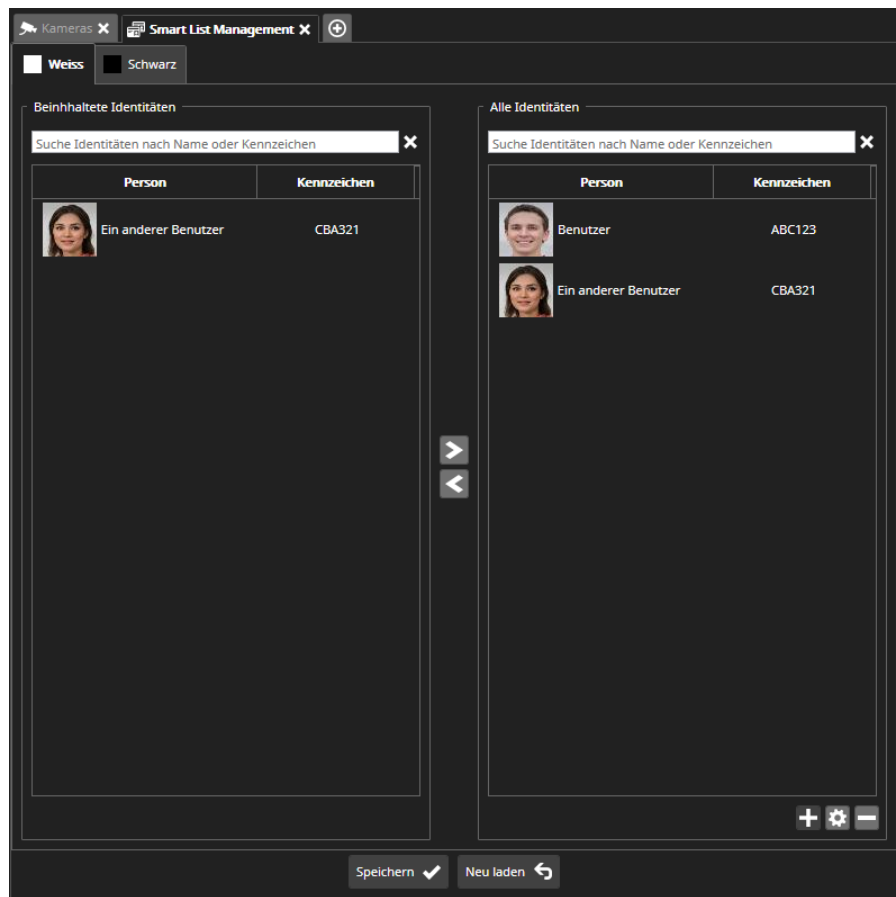 Kameras Smart List Management
Weiss Schwarz
Beinhhaltete Identitäten
Suche Identitäten nach Name oder Kennzeichen
Person Kennzeichen
Ein anderer Benutzer CBA321
Alle Identitäten
Suche Identitäten nach Name oder Kennzeichen
Person Kennzeichen
Benutzer ABC123
Ein anderer Benutzer CBA321
Speichern Neu laden